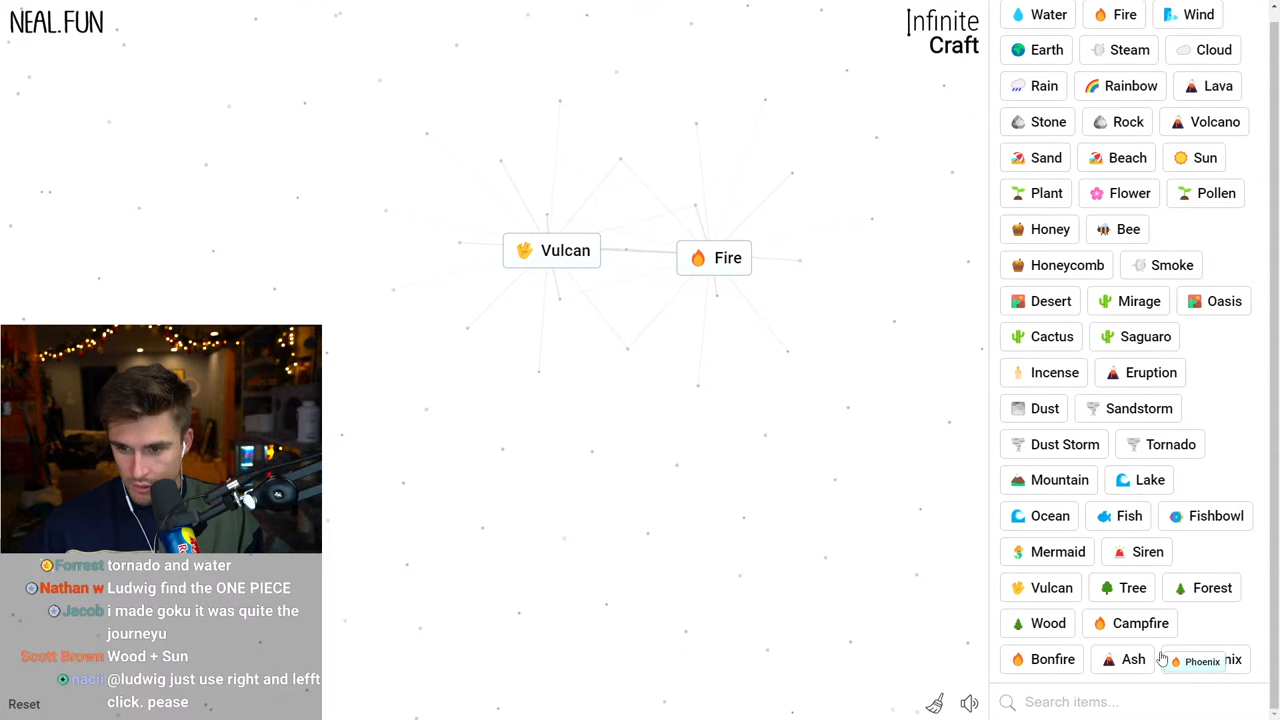 NEAL.FUN
Infinite
Craft
Vulcan
Fire
Water Fire Wind
Earth Steam Cloud
Rain Rainbow Lava
Stone Rock Volcano
Sand Beach Sun
Plant Flower Pollen
Honey Bee
Honeycomb Smoke
Desert Mirage Oasis
Cactus Saguaro
Incense Eruption
Dust Sandstorm
Dust Storm Tornado
Mountain Lake
Ocean Fish Fishbowl
Mermaid Siren
Vulcan Tree Forest
Wood Campfire
Bonfire Ash Phoenix nix
Search items...
Forrest tornado and water
Nathan w Ludwig find the ONE PIECE
Jacob i made goku it was quite the
journeyu
Scott Brown Wood + Sun
@ludwig just use right and lefft
click. pease
Reset